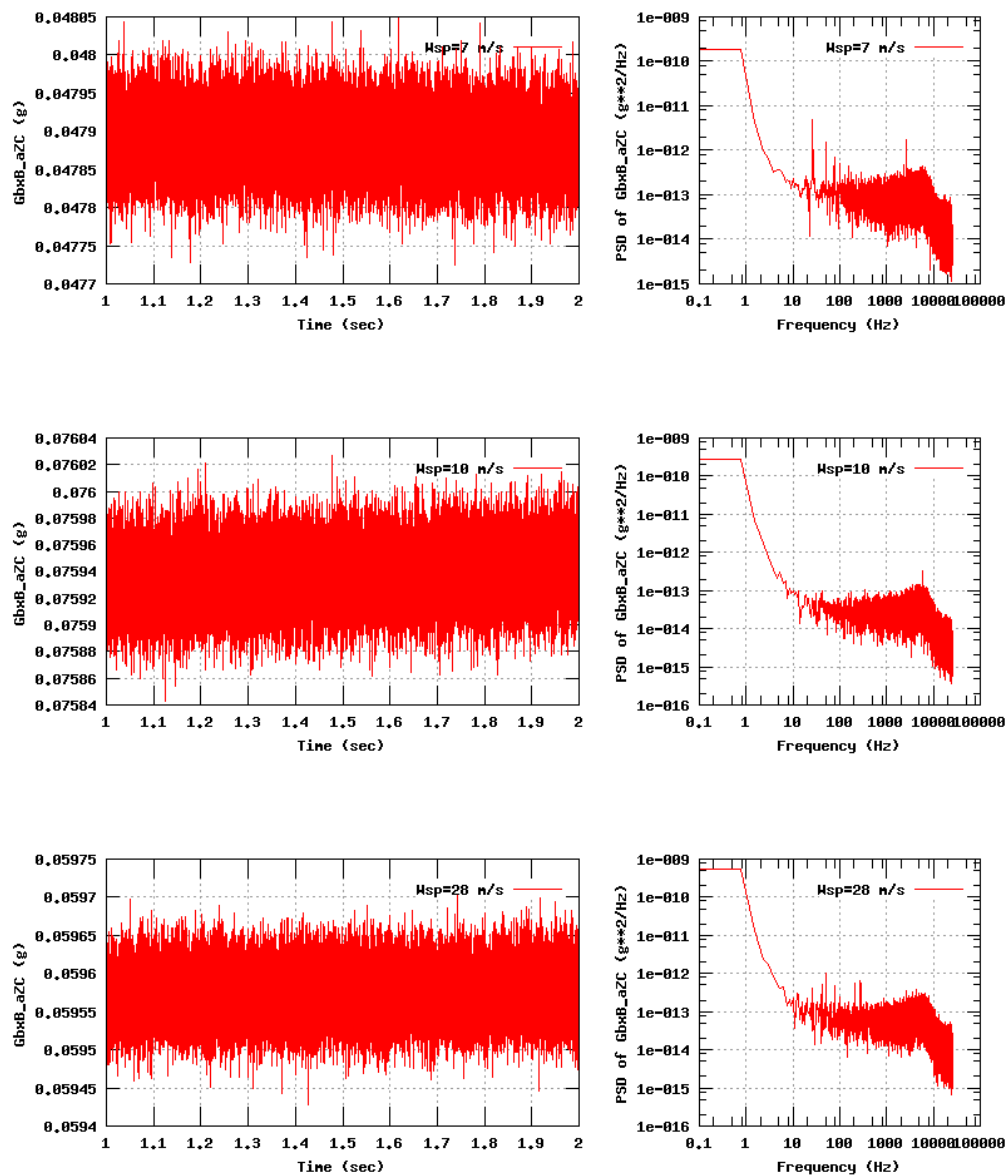 0.04805
0.048
0.04795
0.0479
0.04785
0.0478
0.04775
0.0477
GbxB_aZC (g)
Wsp=7 m/s
1 1.1 1.2 1.3 1.4 1.5 1.6 1.7 1.8 1.9 2
Time (sec)
1e-009
1e-010
1e-011
1e-012
1e-013
1e-014
1e-015
PSD of GbxB_aZC (g**2/Hz)
Wsp=7 m/s
0.1 1 10 100 1000 10000 100000
Frequency (Hz)
0.07604
0.07602
0.076
0.07598
0.07596
0.07594
0.07592
0.0759
0.07588
0.07586
0.07584
GbxB_aZC (g)
Wsp=10 m/s
1 1.1 1.2 1.3 1.4 1.5 1.6 1.7 1.8 1.9 2
Time (sec)
1e-009
1e-010
1e-011
1e-012
1e-013
1e-014
1e-015
1e-016
PSD of GbxB_aZC (g**2/Hz)
Wsp=10 m/s
0.1 1 10 100 1000 10000 100000
Frequency (Hz)
0.05975
0.0597
0.05965
0.0596
0.05955
0.0595
0.05945
0.0594
GbxB_aZC (g)
Wsp=28 m/s
1 1.1 1.2 1.3 1.4 1.5 1.6 1.7 1.8 1.9 2
Time (sec)
1e-009
1e-010
1e-011
1e-012
1e-013
1e-014
1e-015
1e-016
PSD of GbxB_aZC (g**2/Hz)
Wsp=28 m/s
0.1 1 10 100 1000 10000 100000
Frequency (Hz)